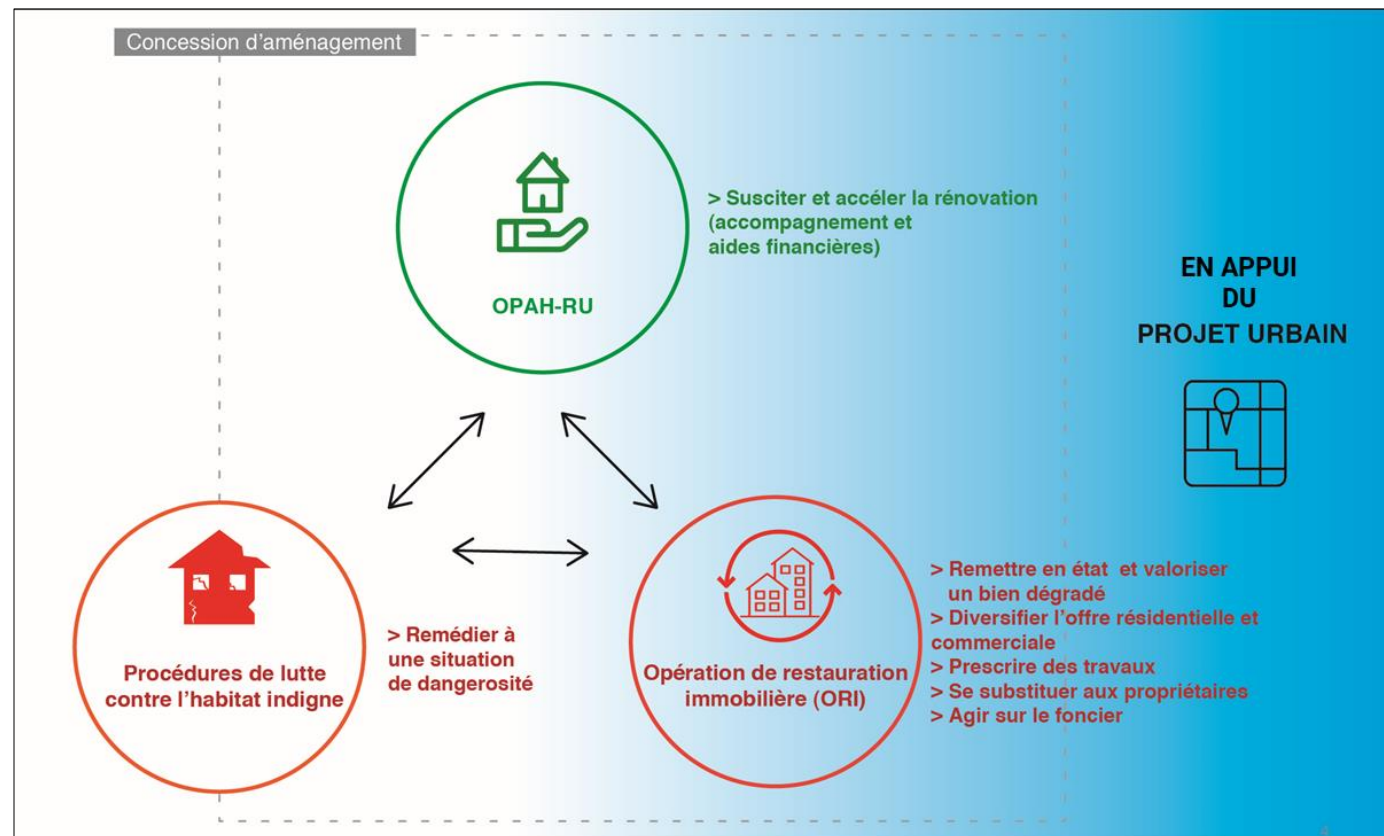 Concession d'aménagement
> Susciter et accéler la rénovation
(accompagnement et
aides financières)
OPAH-RU
EN APPUI
DU
PROJET URBAIN
> Remédier à
une situation
de dangerosité
Procédures de lutte
contre l'habitat indigne
Opération de restauration
immobilière (ORI)
> Remettre en état et valoriser
un bien dégradé
> Diversifier l'offre résidentielle et
commerciale
> Prescrire des travaux
> Se substituer aux propriétaires
> Agir sur le foncier